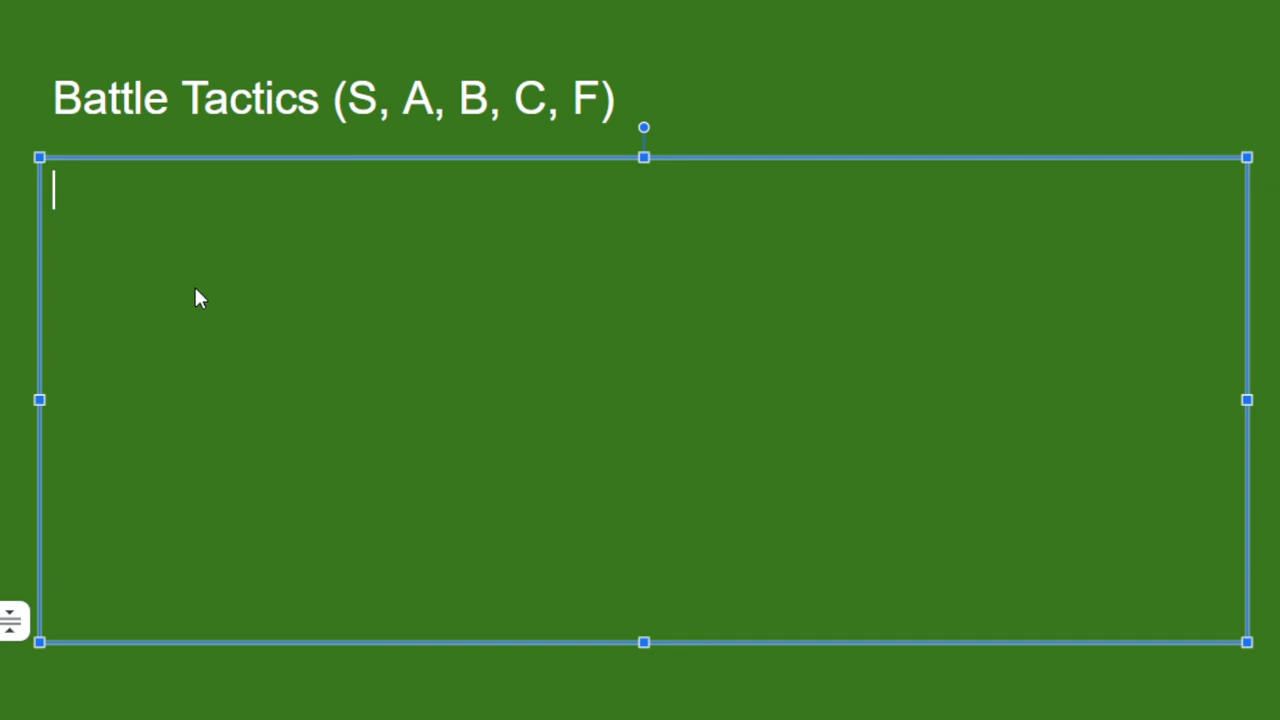 Battle Tactics (S, A, B, C, F)